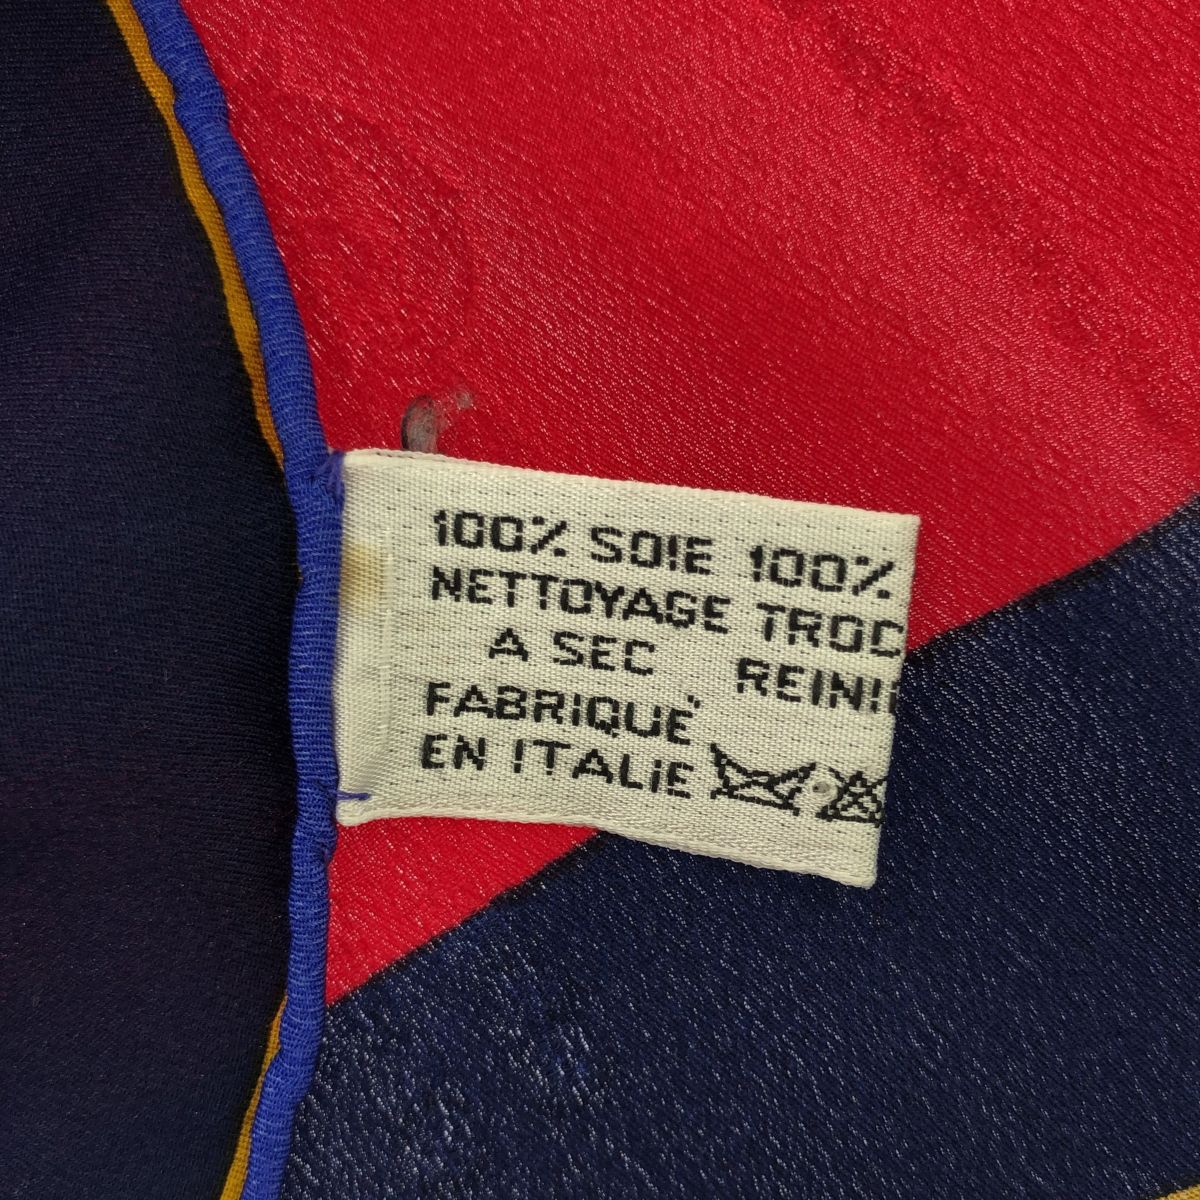 100% SOIE 100%
NETTOYAGE TROC
A SEC REINI
FABRIQUÉ
EN ITALIE